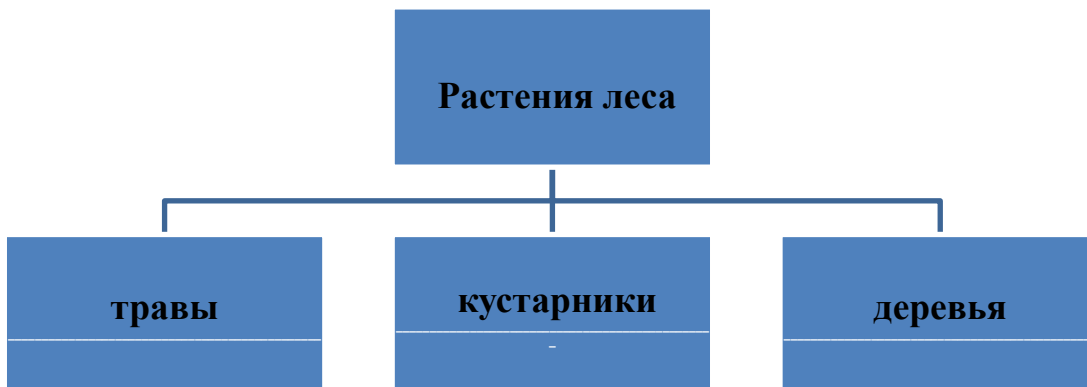 Растения леса
травы
кустарники
деревья